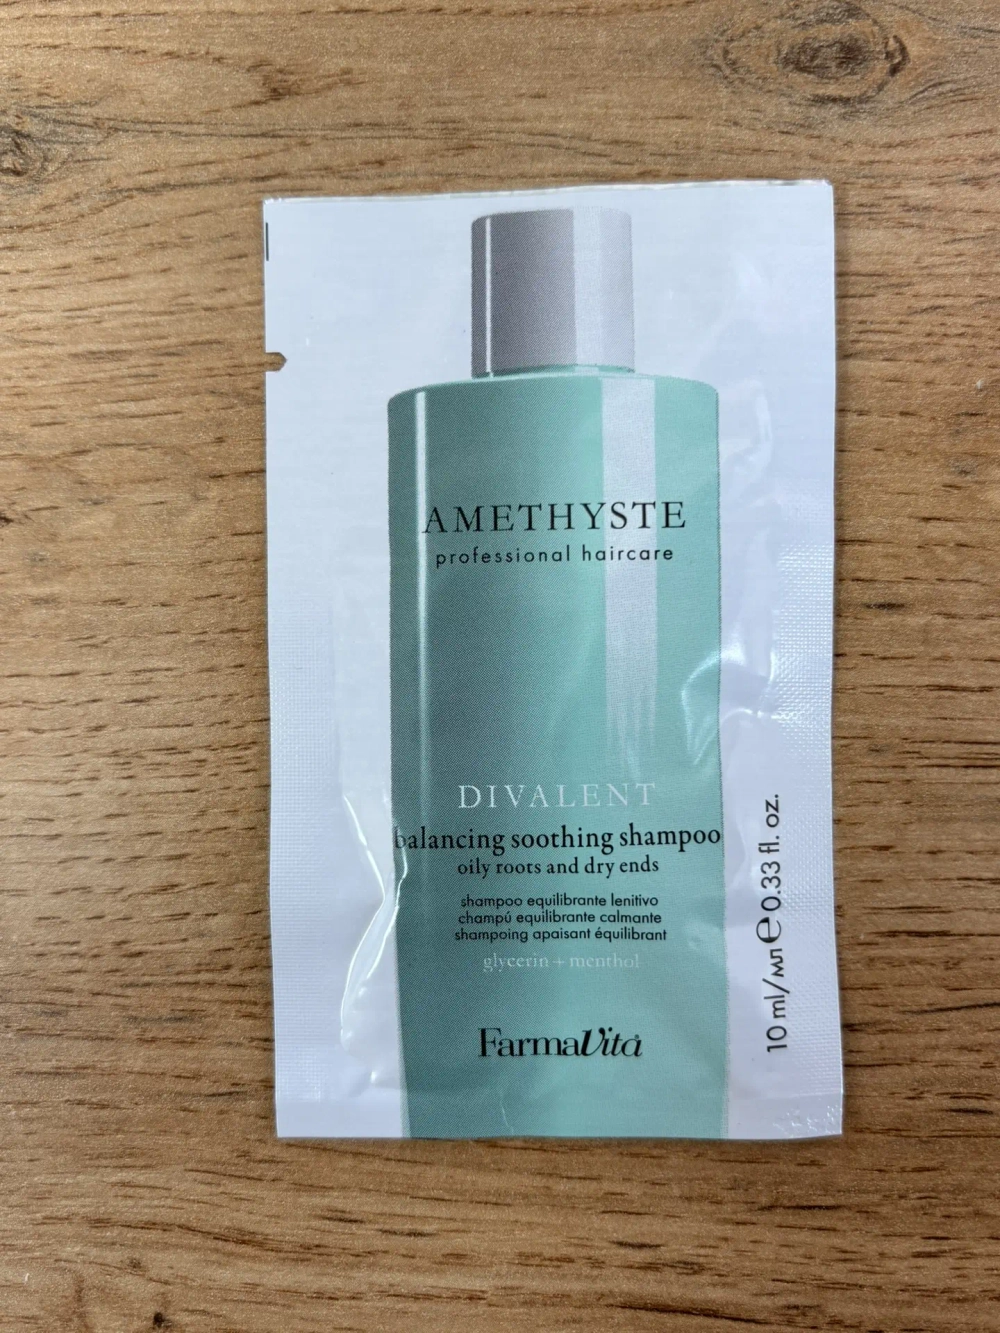 AMETHYSTE
professional haircare
DIVALENT
balancing soothing shampoo
oily roots and dry ends
shampoo equilibrante lenitivo
champú equilibrante calmante
shampoing apaisant équilibrant
glycerin + menthol
FarmaVita
10 ml/мл ℮ 0.33 fl. oz.